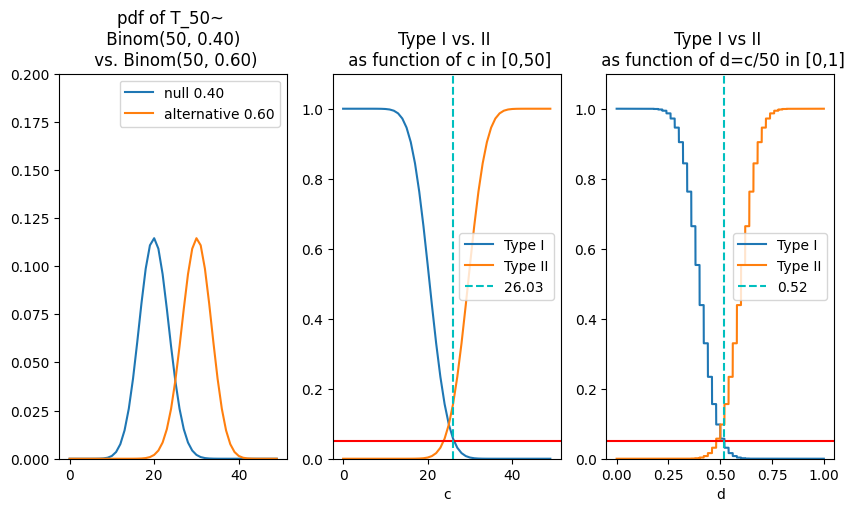 pdf of T_50~
Binom(50, 0.40)
vs. Binom(50, 0.60)
0.200
0.175
0.150
0.125
0.100
0.075
0.050
0.025
0.000
0
20
40
null 0.40
alternative 0.60
Type I vs. II
as function of c in [0,50]
1.0
0.8
0.6
0.4
0.2
0.0
0
20
40
c
Type I
Type II
26.03
Type I vs II
as function of d=c/50 in [0,1]
1.0
0.8
0.6
0.4
0.2
0.0
0.00
0.25
0.50
0.75
1.00
d
Type I
Type II
0.52